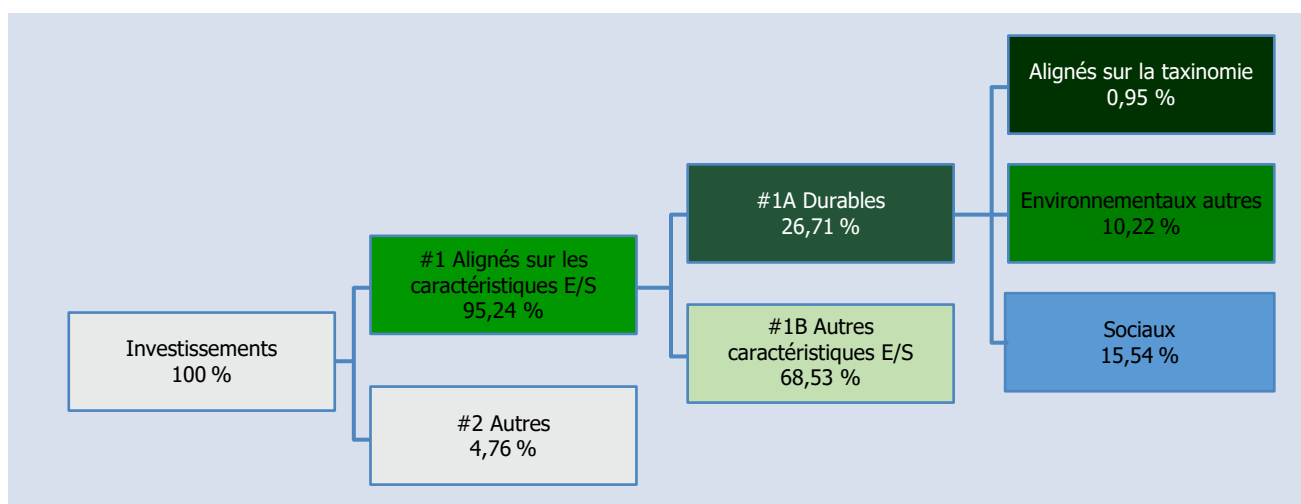 Investissements
100 %
#1 Alignés sur les
caractéristiques E/S
95,24 %
#2 Autres
4,76 %
#1A Durables
26,71 %
#1B Autres
caractéristiques E/S
68,53 %
Alignés sur la taxinomie
0,95 %
Environnementaux autres
10,22 %
Sociaux
15,54 %